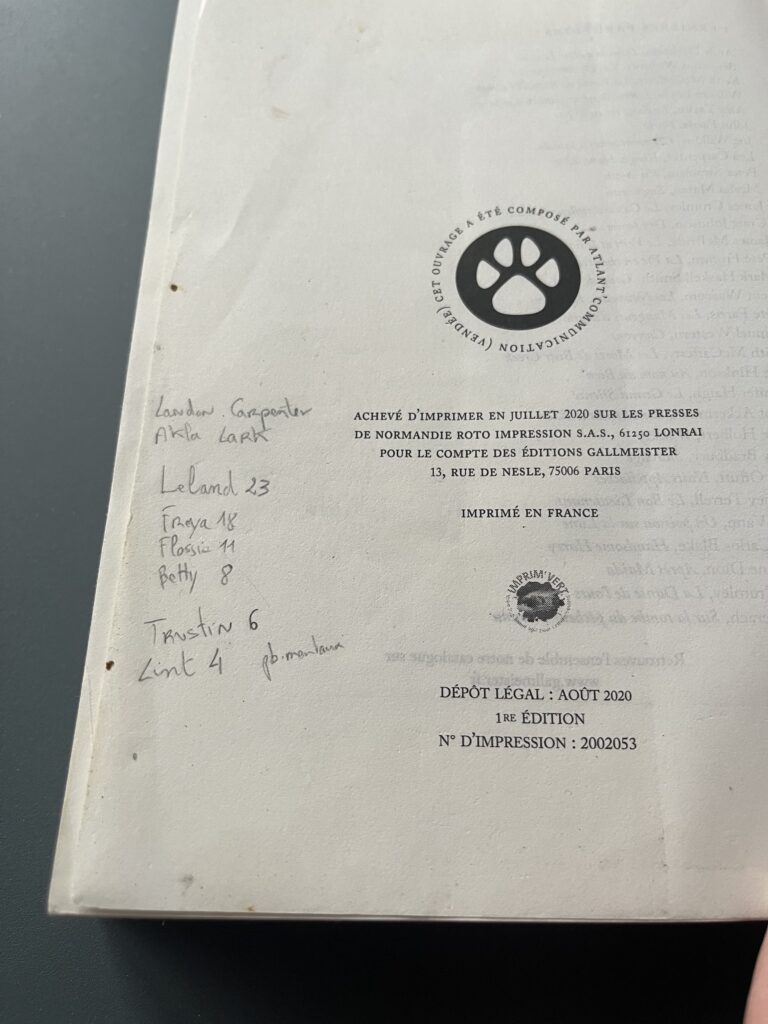 CET OUVRAGE A ÉTÉ COMPOSÉ PAR ATLANT'COMMUNICATION (VENDÉE)
Landon Carpenter
Alka Lark
Leland 23
Freya 18
Flossie 11
Betty 8
Trustin 6
Lint 4
ACHEVÉ D'IMPRIMER EN JUILLET 2020 SUR LES PRESSES
DE NORMANDIE ROTO IMPRESSION S.A.S., 61250 LONRAI
POUR LE COMPTE DES ÉDITIONS GALLMEISTER
13, RUE DE NESLE, 75006 PARIS
IMPRIMÉ EN FRANCE
IMPRIM'VERT
DÉPÔT LÉGAL : AOÛT 2020
1RE ÉDITION
N° D'IMPRESSION : 2002053